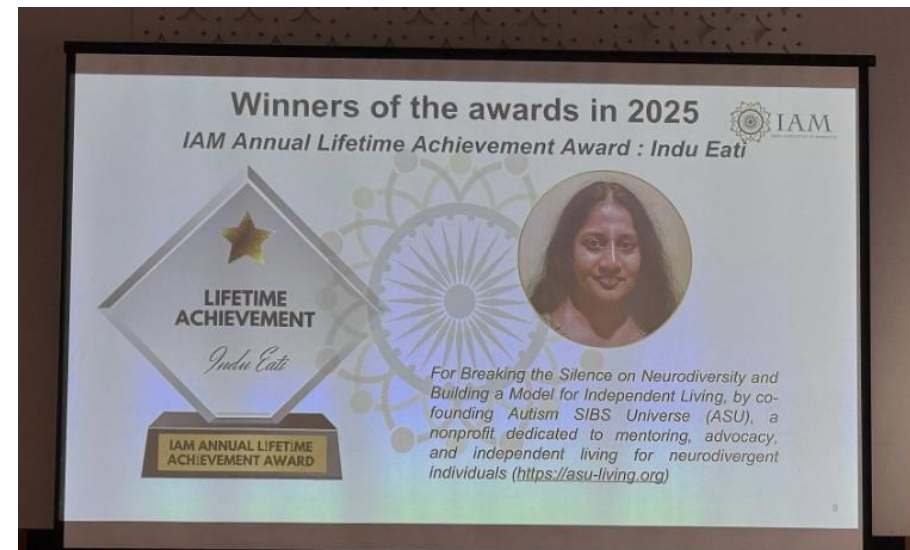 Winners of the awards in 2025
IAM
IAM Annual Lifetime Achievement Award : Indu Eati
LIFETIME
ACHIEVEMENT
Indu Eati
IAM ANNUAL LIFETIME
ACHIEVEMENT AWARD
For Breaking the Silence on Neurodiversity and
Building a Model for Independent Living, by co-
founding Autism SIBS Universe (ASU), a
nonprofit dedicated to mentoring, advocacy,
and independent living for neurodivergent
individuals (https://asu-living.org)